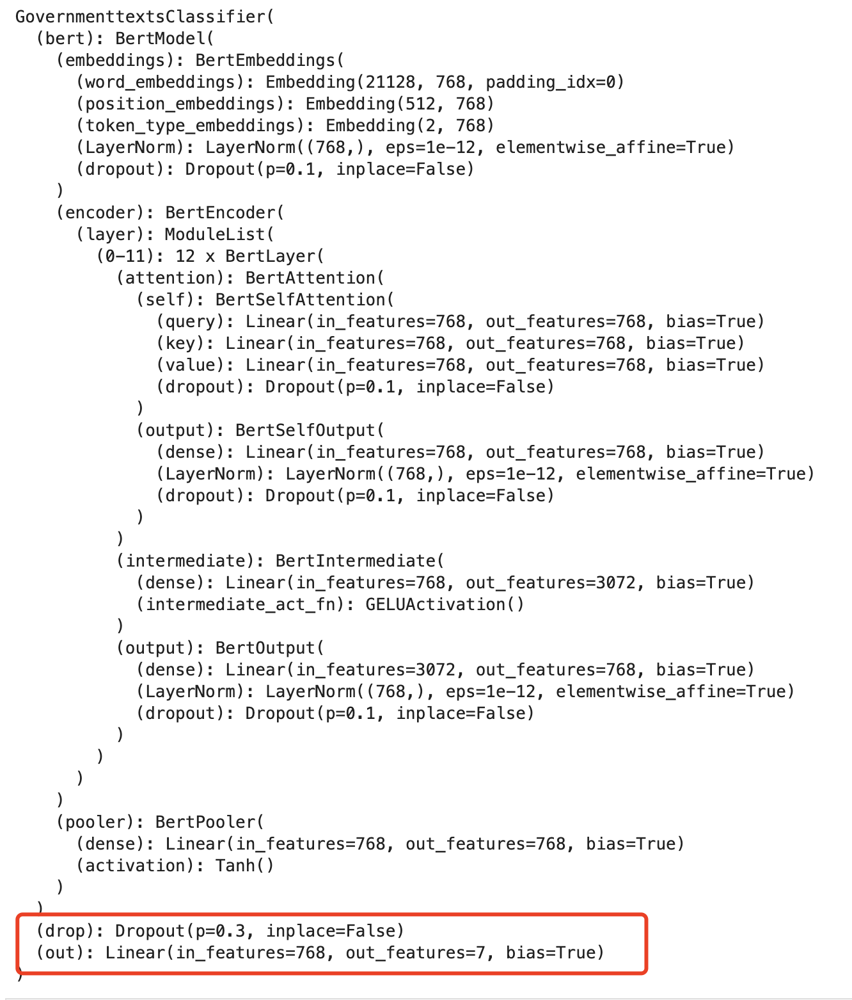 GovernmenttextsClassifier(
  (bert): BertModel(
    (embeddings): BertEmbeddings(
      (word_embeddings): Embedding(21128, 768, padding_idx=0)
      (position_embeddings): Embedding(512, 768)
      (token_type_embeddings): Embedding(2, 768)
      (LayerNorm): LayerNorm((768,), eps=1e-12, elementwise_affine=True)
      (dropout): Dropout(p=0.1, inplace=False)
    )
    (encoder): BertEncoder(
      (layer): ModuleList(
        (0-11): 12 x BertLayer(
          (attention): BertAttention(
            (self): BertSelfAttention(
              (query): Linear(in_features=768, out_features=768, bias=True)
              (key): Linear(in_features=768, out_features=768, bias=True)
              (value): Linear(in_features=768, out_features=768, bias=True)
              (dropout): Dropout(p=0.1, inplace=False)
            )
            (output): BertSelfOutput(
              (dense): Linear(in_features=768, out_features=768, bias=True)
              (LayerNorm): LayerNorm((768,), eps=1e-12, elementwise_affine=True)
              (dropout): Dropout(p=0.1, inplace=False)
            )
          )
          (intermediate): BertIntermediate(
            (dense): Linear(in_features=768, out_features=3072, bias=True)
            (intermediate_act_fn): GELUActivation()
          )
          (output): BertOutput(
            (dense): Linear(in_features=3072, out_features=768, bias=True)
            (LayerNorm): LayerNorm((768,), eps=1e-12, elementwise_affine=True)
            (dropout): Dropout(p=0.1, inplace=False)
          )
        )
      )
    )
    (pooler): BertPooler(
      (dense): Linear(in_features=768, out_features=768, bias=True)
      (activation): Tanh()
    )
  )
  (drop): Dropout(p=0.3, inplace=False)
  (out): Linear(in_features=768, out_features=7, bias=True)
)